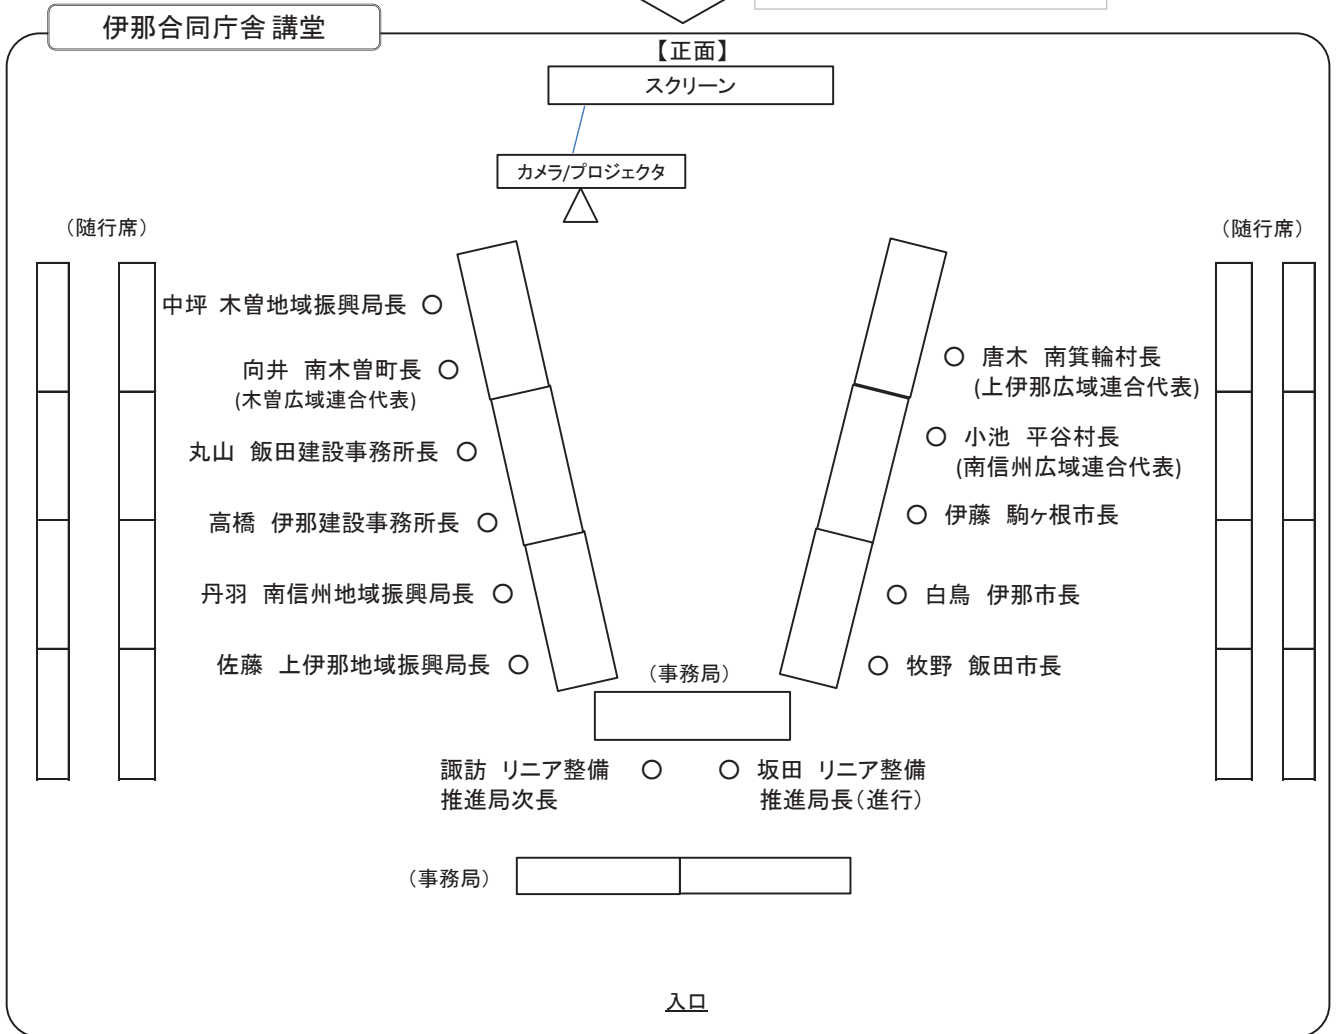 伊那合同庁舎 講堂
【正面】
スクリーン
カメラ/プロジェクタ
（随行席）
（随行席）
中坪 木曽地域振興局長 ○
向井 南木曽町長 ○
(木曽広域連合代表)
丸山 飯田建設事務所長 ○
高橋 伊那建設事務所長 ○
丹羽 南信州地域振興局長 ○
佐藤 上伊那地域振興局長 ○
○ 唐木 南箕輪村長
(上伊那広域連合代表)
○ 小池 平谷村長
(南信州広域連合代表)
○ 伊藤 駒ヶ根市長
○ 白鳥 伊那市長
○ 牧野 飯田市長
（事務局）
諏訪 リニア整備 ○
推進局次長
○ 坂田 リニア整備
推進局長（進行）
（事務局）
入口